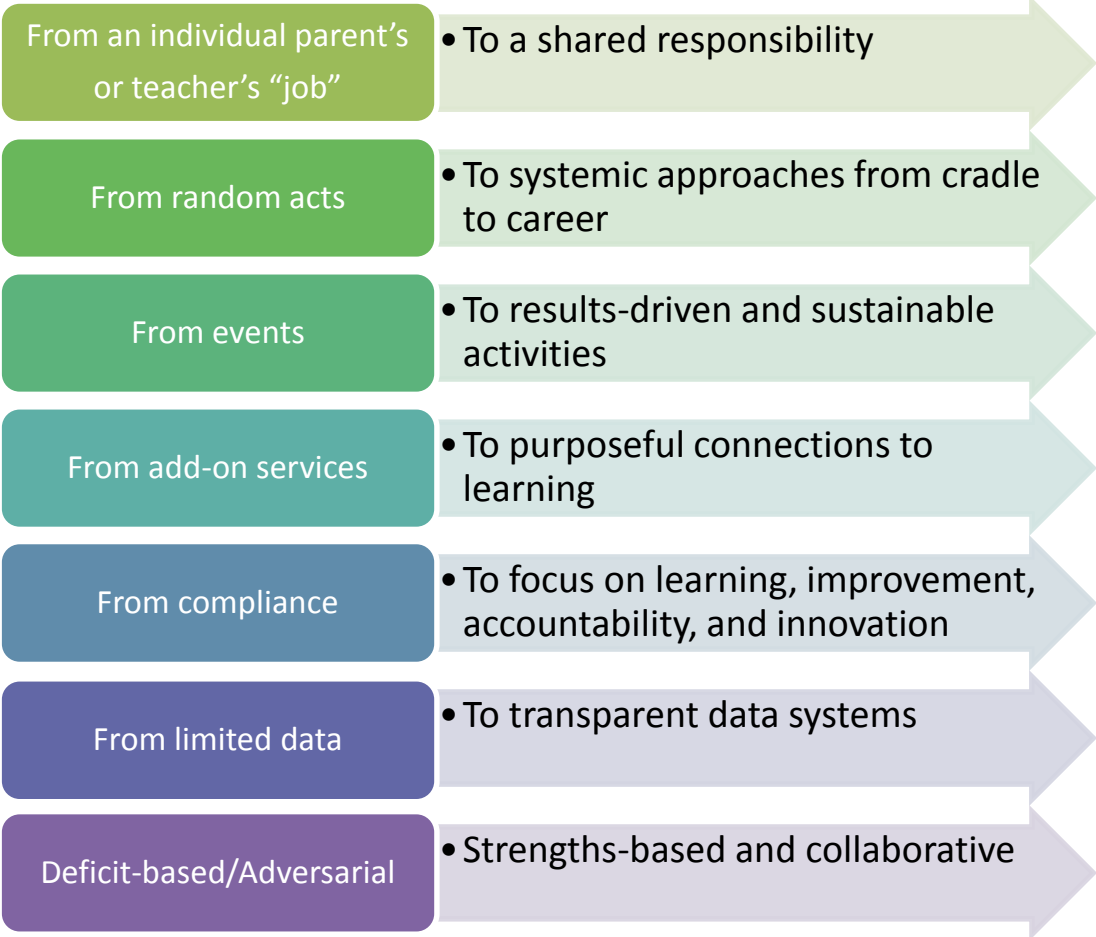 From an individual parent’s
or teacher’s “job”
• To a shared responsibility
From random acts
• To systemic approaches from cradle
to career
From events
• To results-driven and sustainable
activities
From add-on services
• To purposeful connections to
learning
From compliance
• To focus on learning, improvement,
accountability, and innovation
From limited data
• To transparent data systems
Deficit-based/Adversarial
• Strengths-based and collaborative